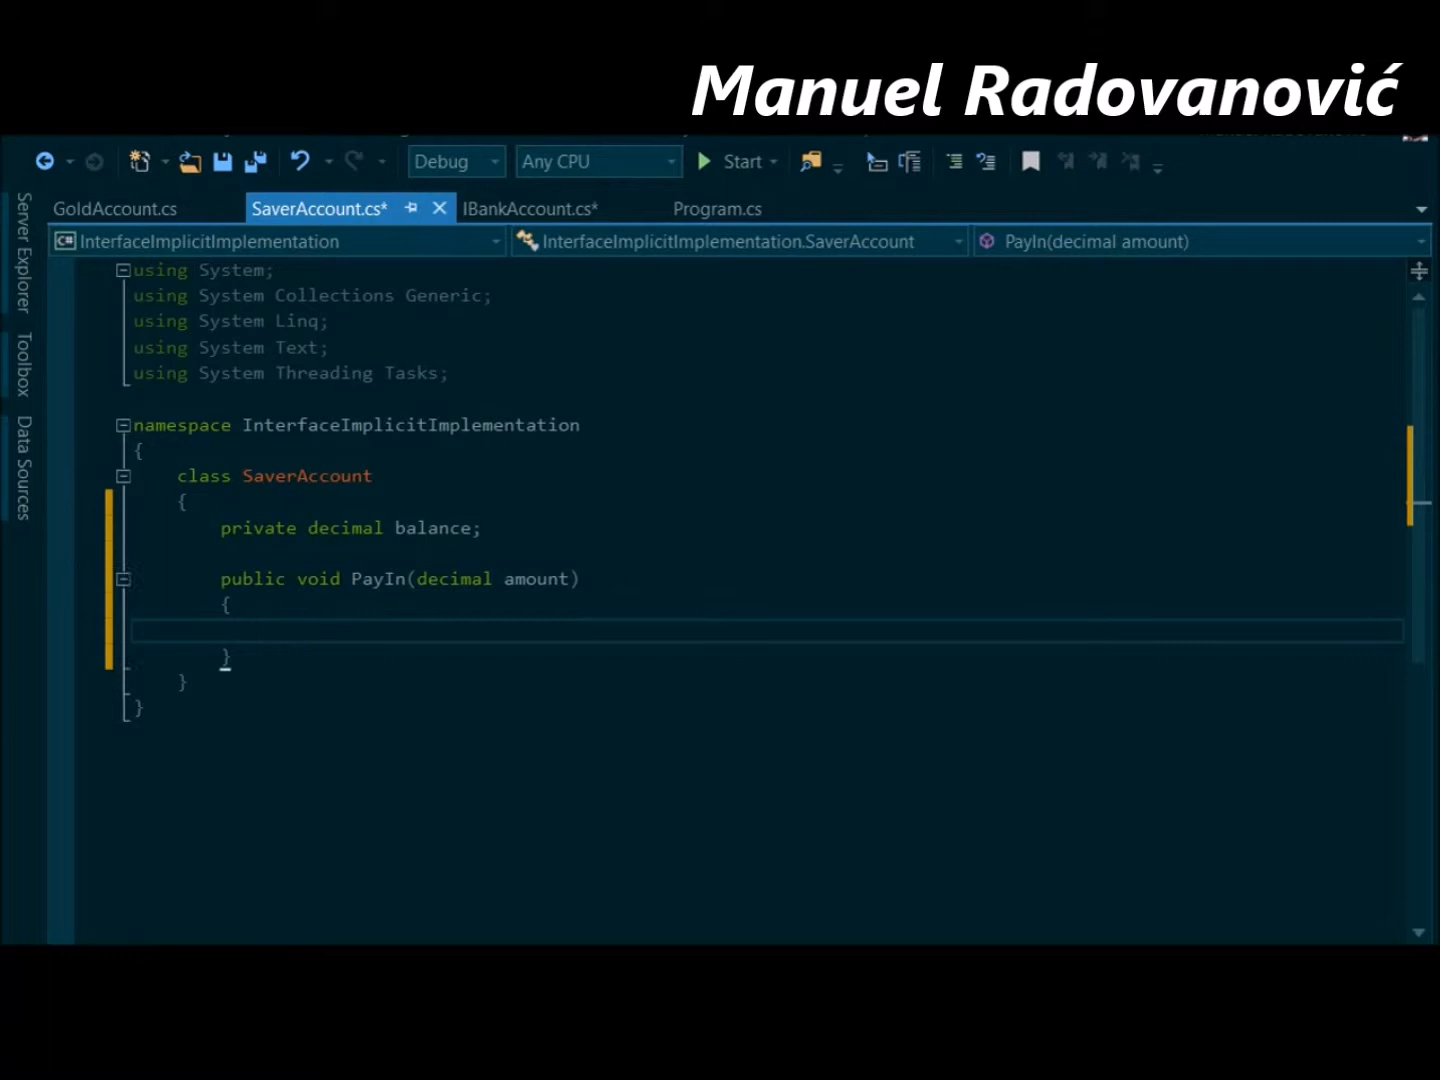 Manuel Radovanović
Debug Any CPU Start
GoldAccount.cs SaverAccount.cs* IBankAccount.cs* Program.cs
C# InterfaceImplicitImplementation InterfaceImplicitImplementation.SaverAccount PayIn(decimal amount)
Server Explorer
Toolbox
Data Sources
using System;
using System Collections Generic;
using System Linq;
using System Text;
using System Threading Tasks;
namespace InterfaceImplicitImplementation
{
class SaverAccount
{
private decimal balance;
public void PayIn(decimal amount)
{
}
}
}